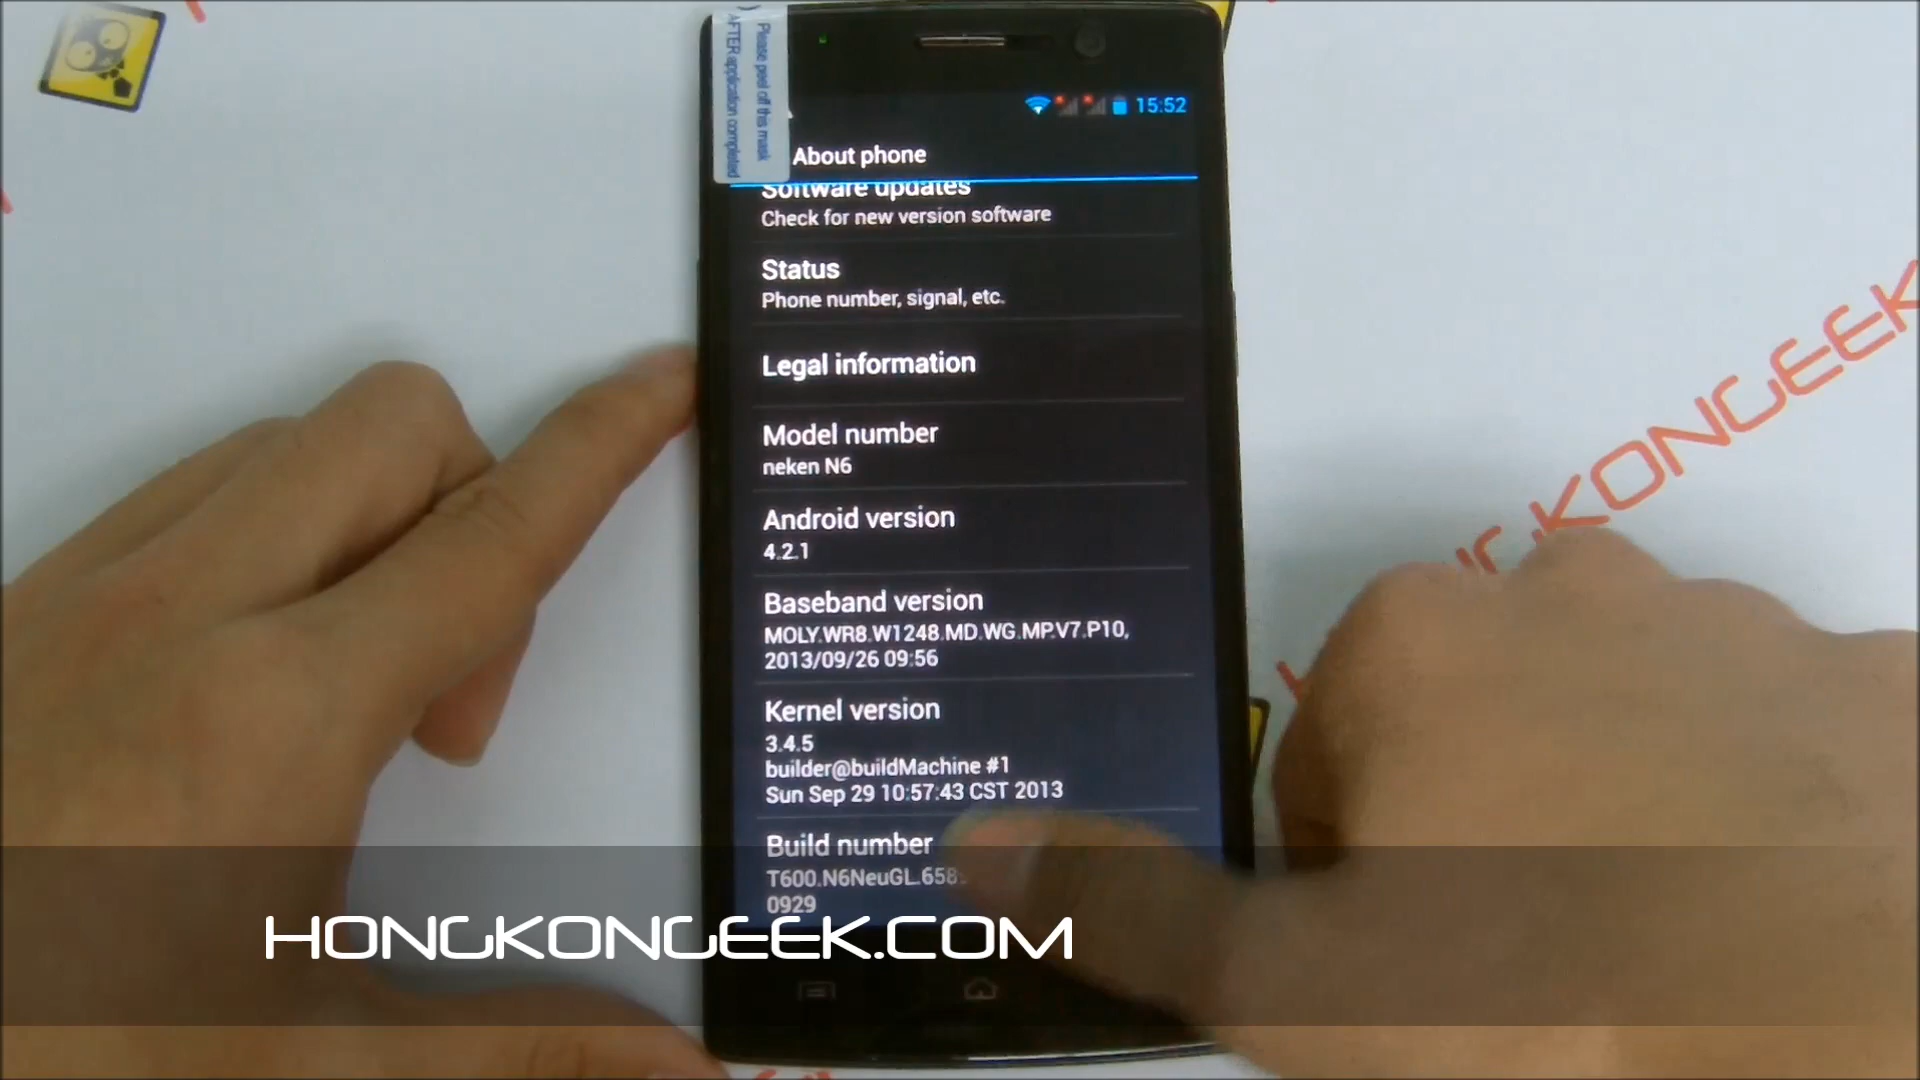 Please peel off this mask
AFTER application completed
15:52
About phone
Software updates
Check for new version software
Status
Phone number, signal, etc.
Legal information
Model number
neken N6
Android version
4.2.1
Baseband version
MOLY.WR8.W1248.MD.WG.MP.V7.P10,
2013/09/26 09:56
Kernel version
3.4.5
builder@buildMachine #1
Sun Sep 29 10:57:43 CST 2013
Build number
T600.N6NeuGL.658
0929
HONGKONGEEK.COM
KONGEEK